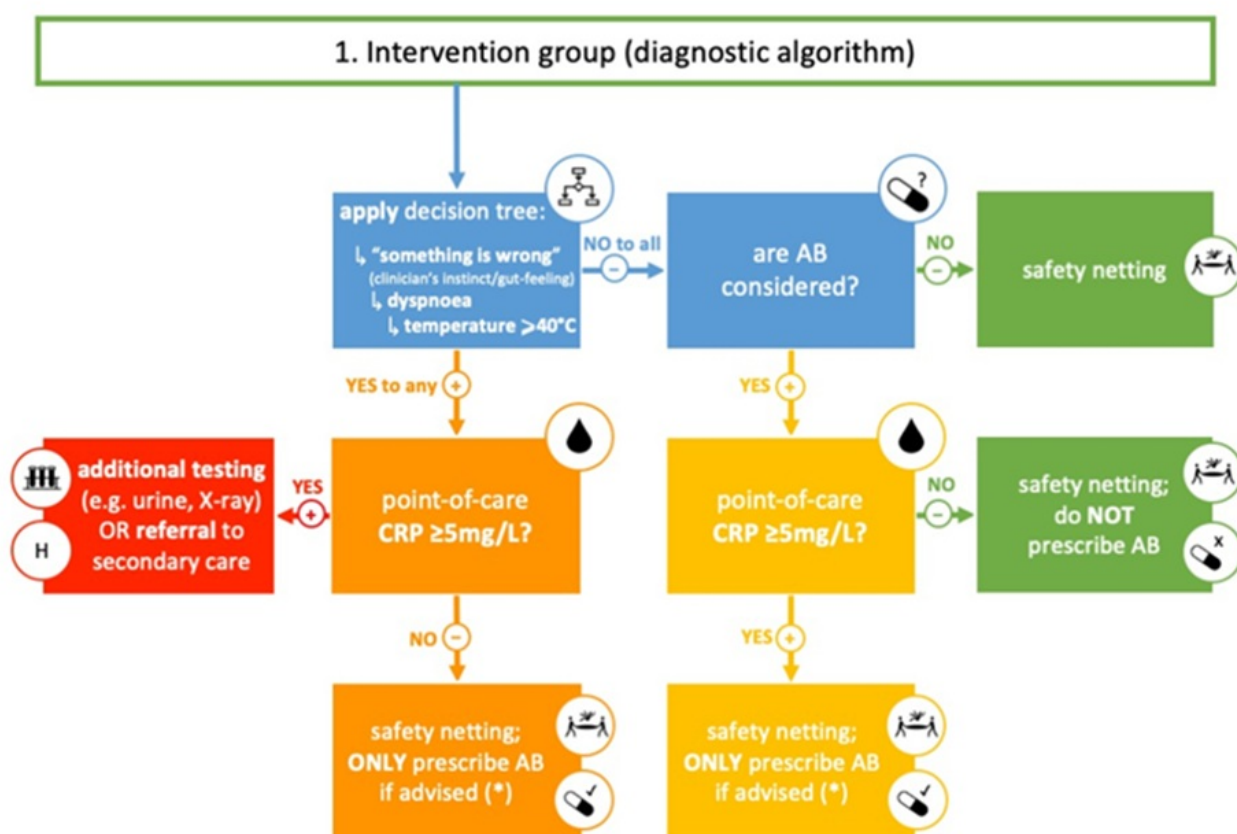 1. Intervention group (diagnostic algorithm)
apply decision tree:
↳ "something is wrong"
(clinician's instinct/gut-feeling)
↳ dyspnoea
↳ temperature ⩾40°C
NO to all
−
?
are AB
considered?
NO
−
safety netting
YES to any
+
YES
+
additional testing
(e.g. urine, X-ray)
OR referral to
secondary care
H
YES
+
point-of-care
CRP ≥5mg/L?
point-of-care
CRP ≥5mg/L?
NO
−
safety netting;
do NOT
prescribe AB
X
NO
−
YES
+
safety netting;
ONLY prescribe AB
if advised (*)
safety netting;
ONLY prescribe AB
if advised (*)